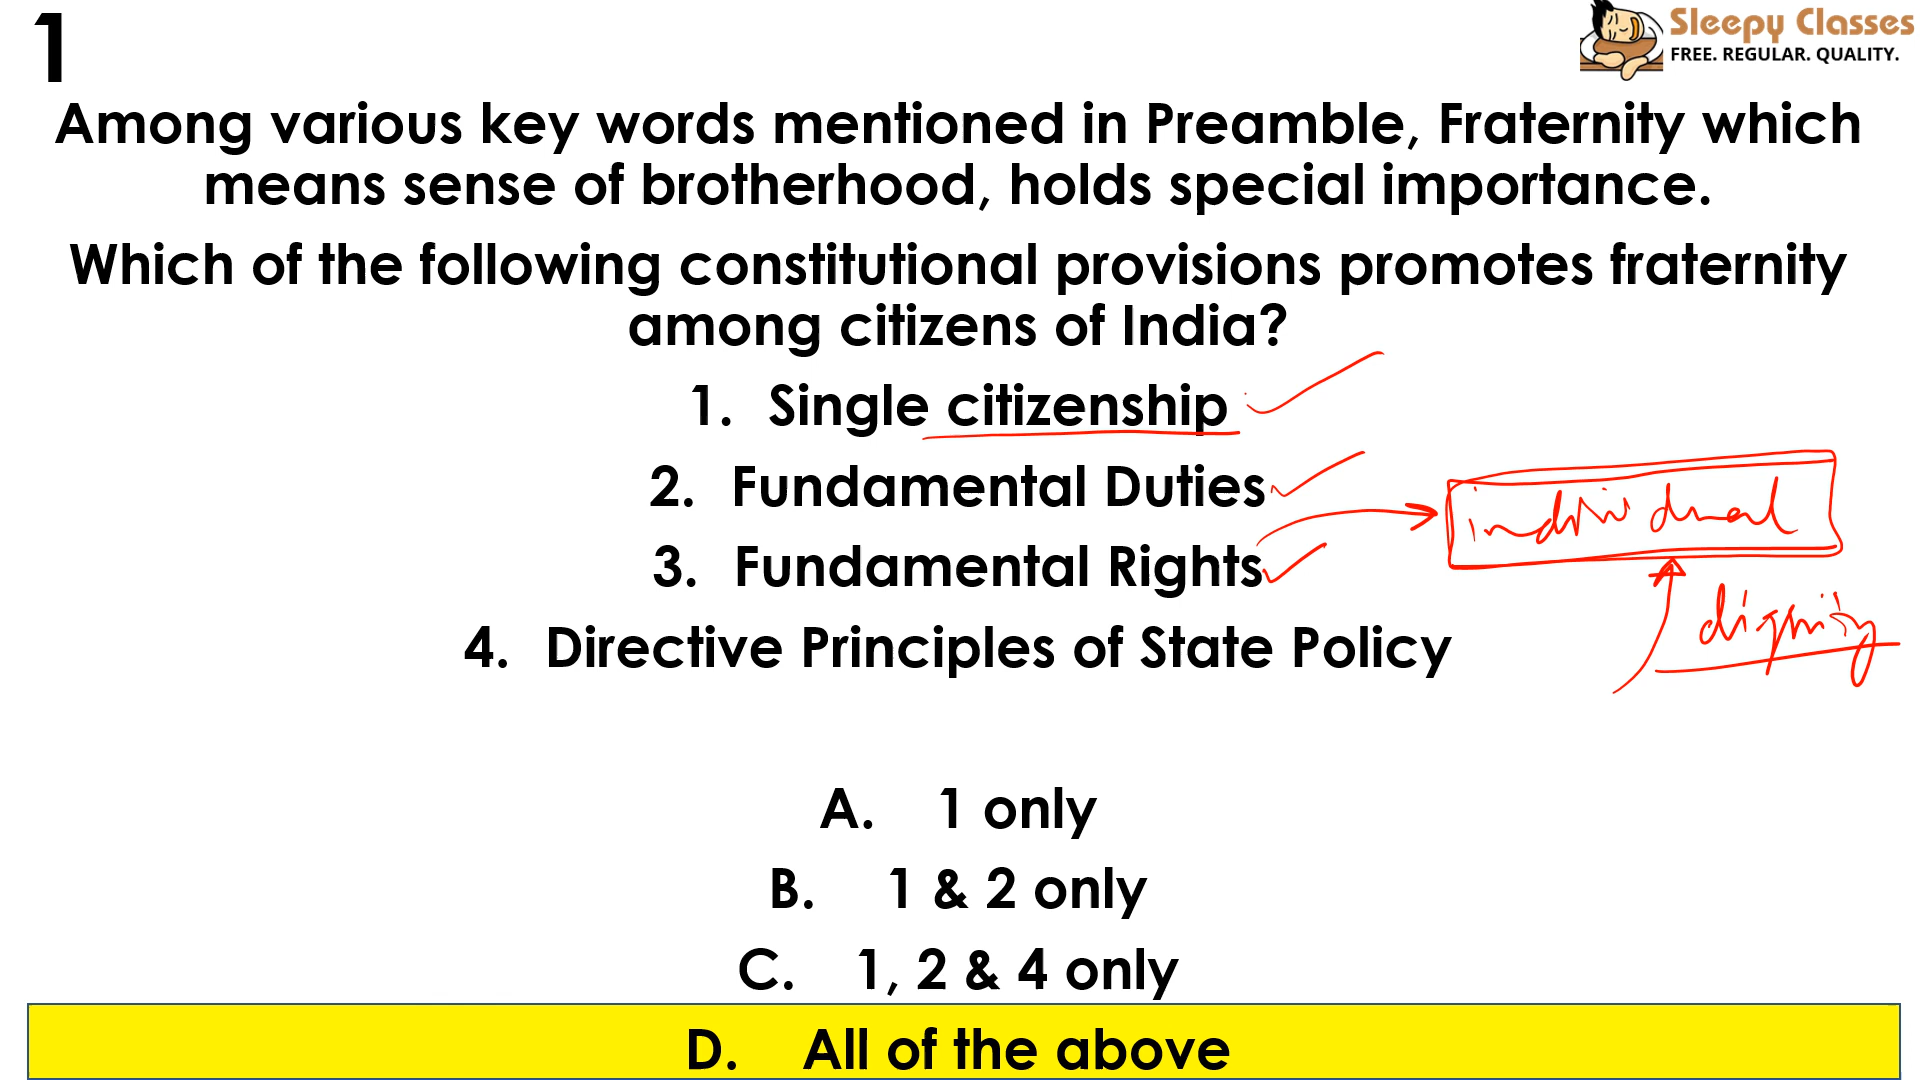 1
Sleepy Classes
FREE. REGULAR. QUALITY.
Among various key words mentioned in Preamble, Fraternity which
means sense of brotherhood, holds special importance.
Which of the following constitutional provisions promotes fraternity
among citizens of India?
1. Single citizenship
2. Fundamental Duties
individual
3. Fundamental Rights
dignity
4. Directive Principles of State Policy
A. 1 only
B. 1 & 2 only
C. 1, 2 & 4 only
D. All of the above